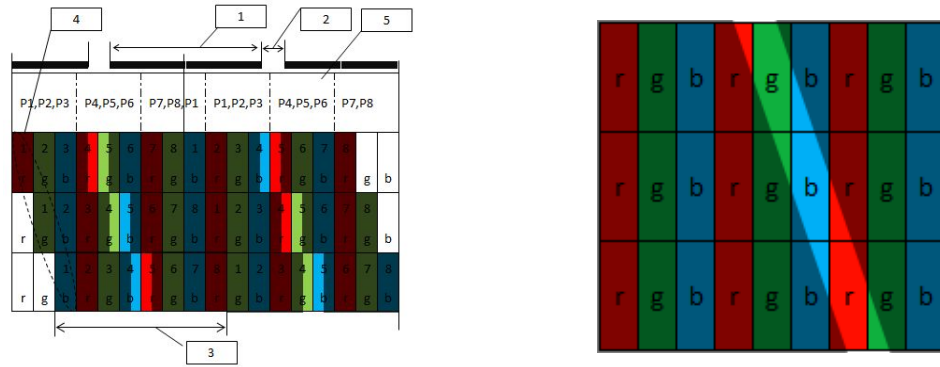 4 1 2 5
P1,P2,P3 P4,P5,P6 P7,P8,P1 P1,P2,P3 P4,P5,P6 P7,P8
1 2 3 4 5 6 7 8 1 2 3 4 5 6 7 8
r g b r g b r g b r g b r g b r g b
1 2 3 4 5 6 7 8 1 2 3 4 5 6 7 8
r g b r g b r g b r g b r g b r g b
1 2 3 4 5 6 7 8 1 2 3 4 5 6 7 8
r g b r g b r g b r g b r g b r g b
3
r g b r g b r g b
r g b r g b r g b
r g b r g b r g b